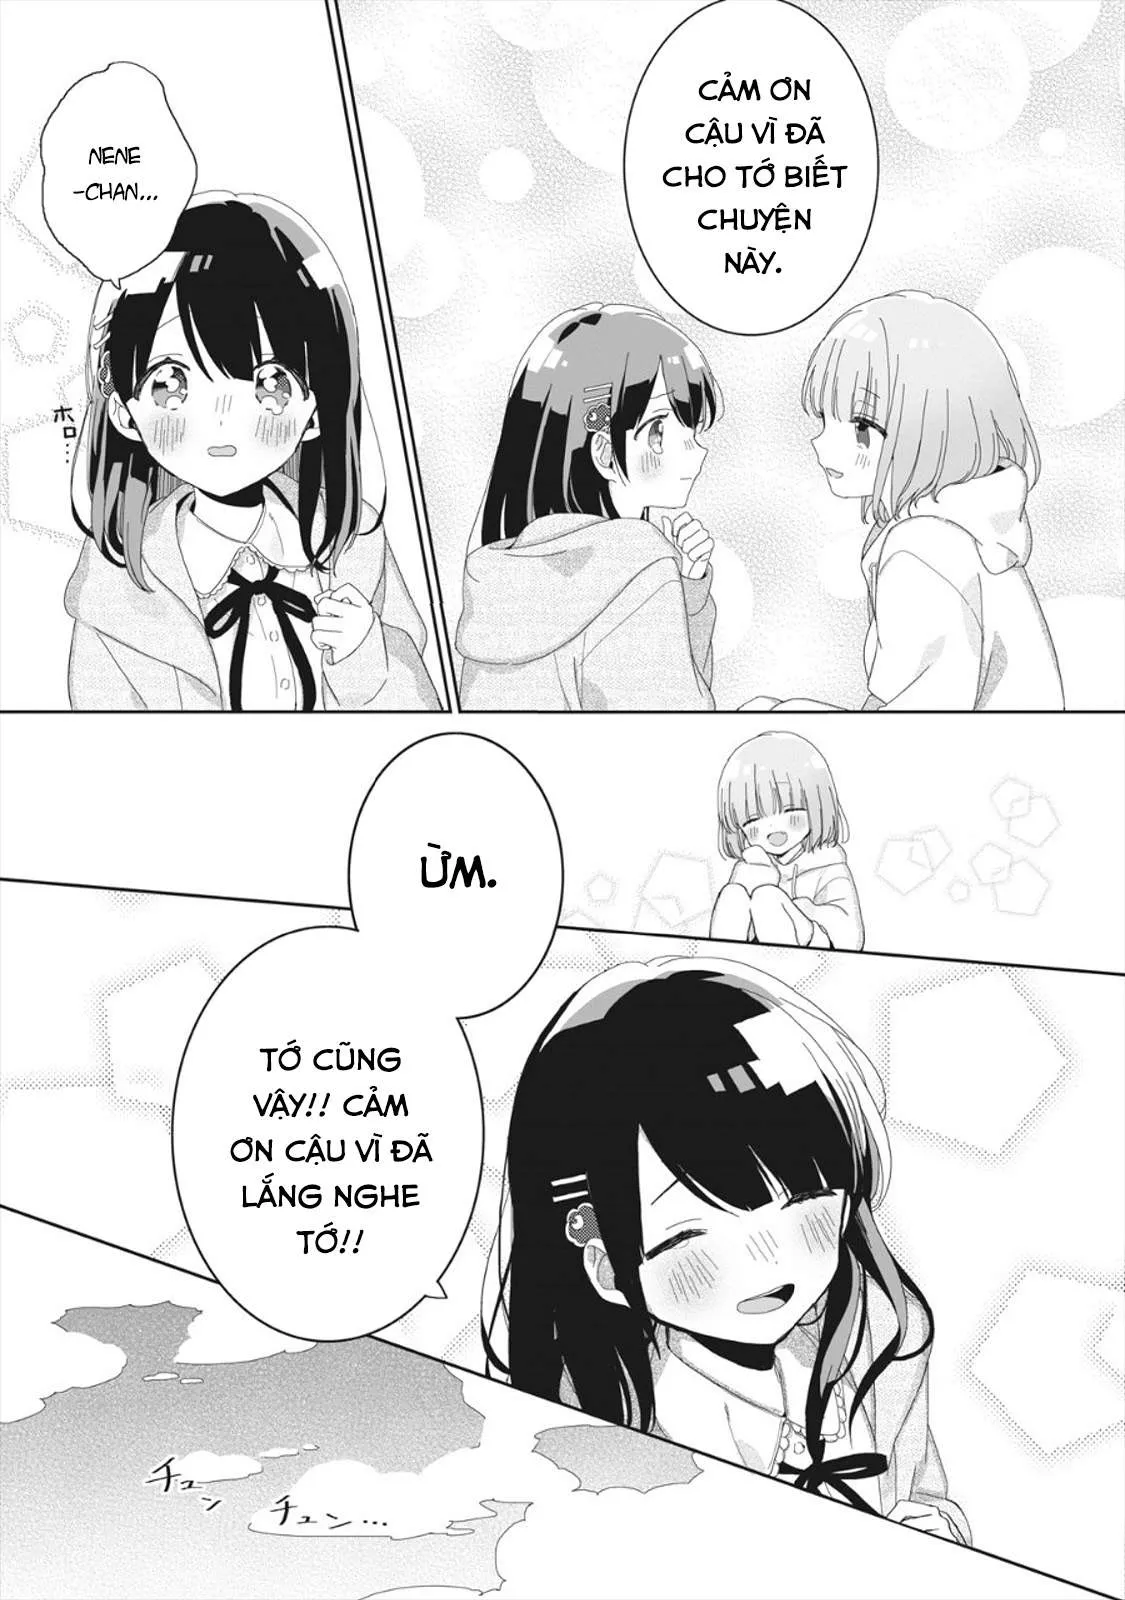 CẢM ƠN
CẬU VÌ ĐÃ
CHO TỚ BIẾT
CHUYỆN
NÀY.
NENE
-CHAN...
ホロ...
ỪM.
TỚ CŨNG
VẬY!! CẢM
ƠN CẬU VÌ ĐÃ
LẮNG NGHE
TỚ!!
チュン
チュン...